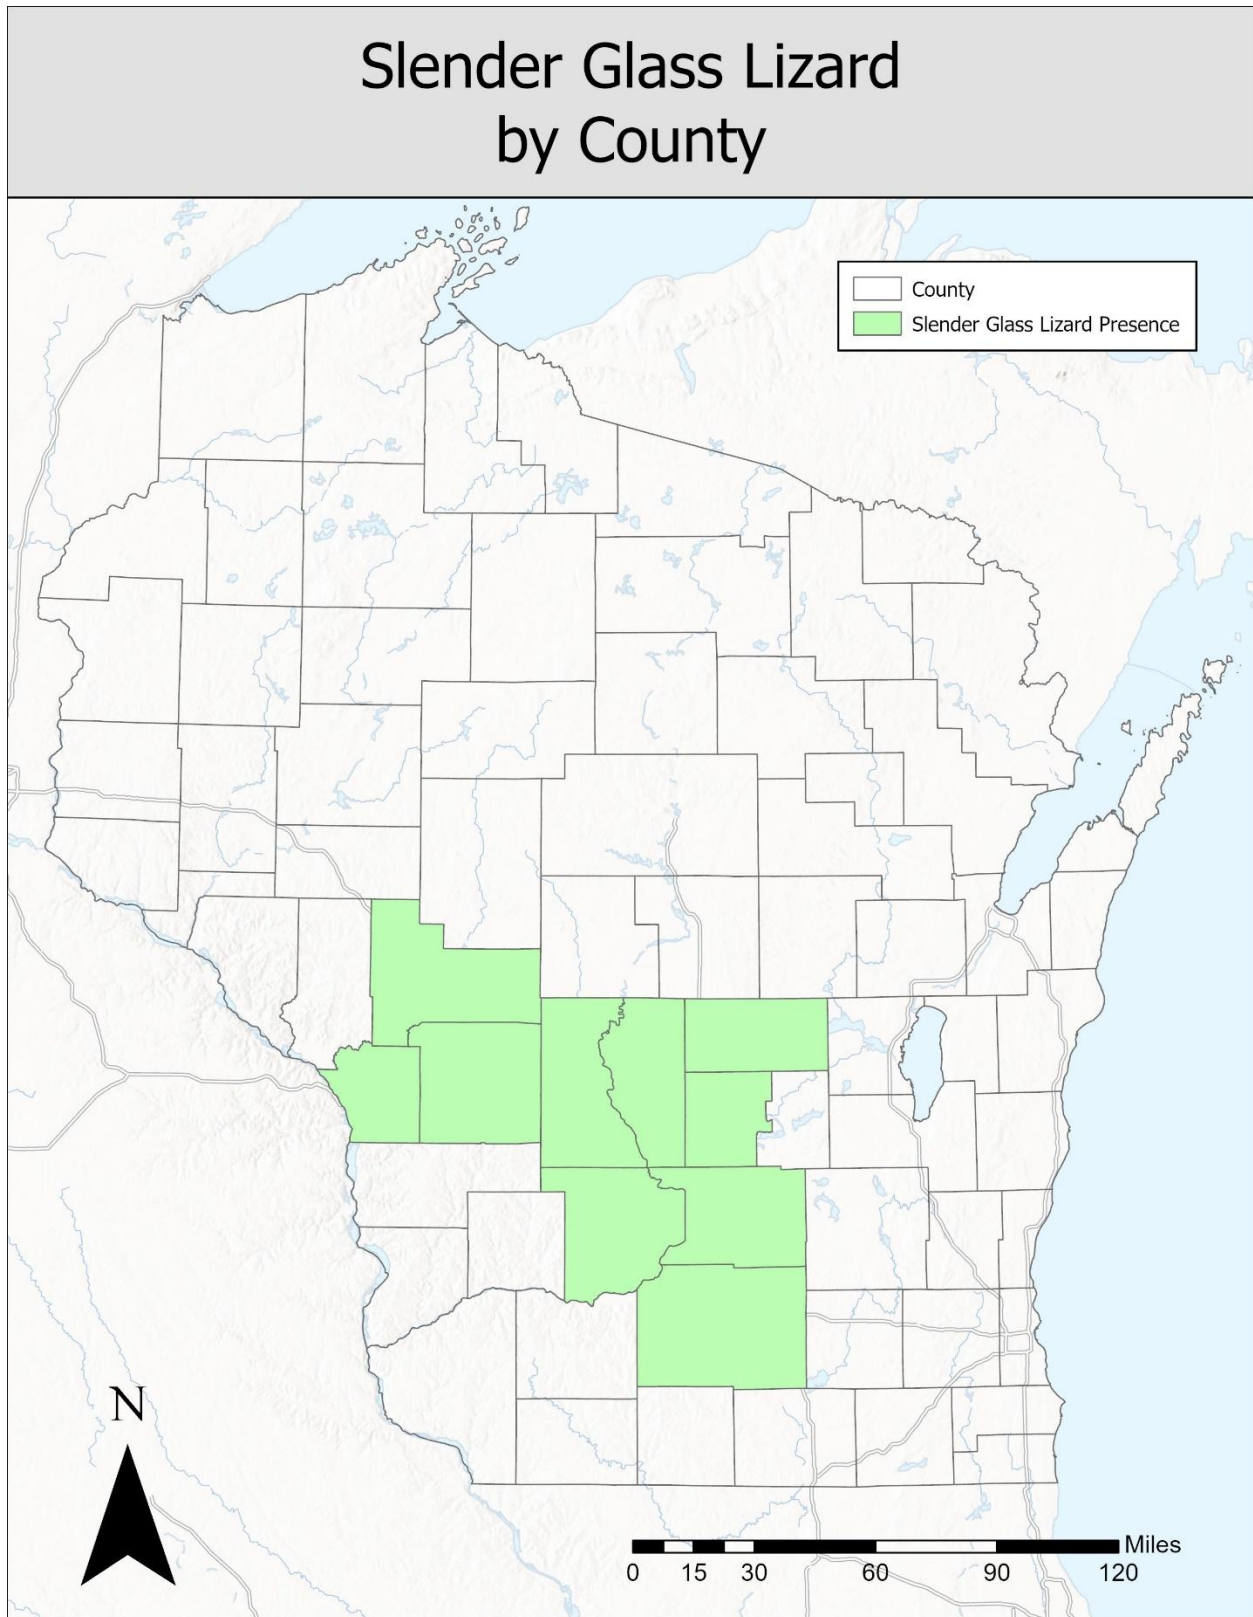 Slender Glass Lizard
by County
County
Slender Glass Lizard Presence
N
Miles
0 15 30 60 90 120